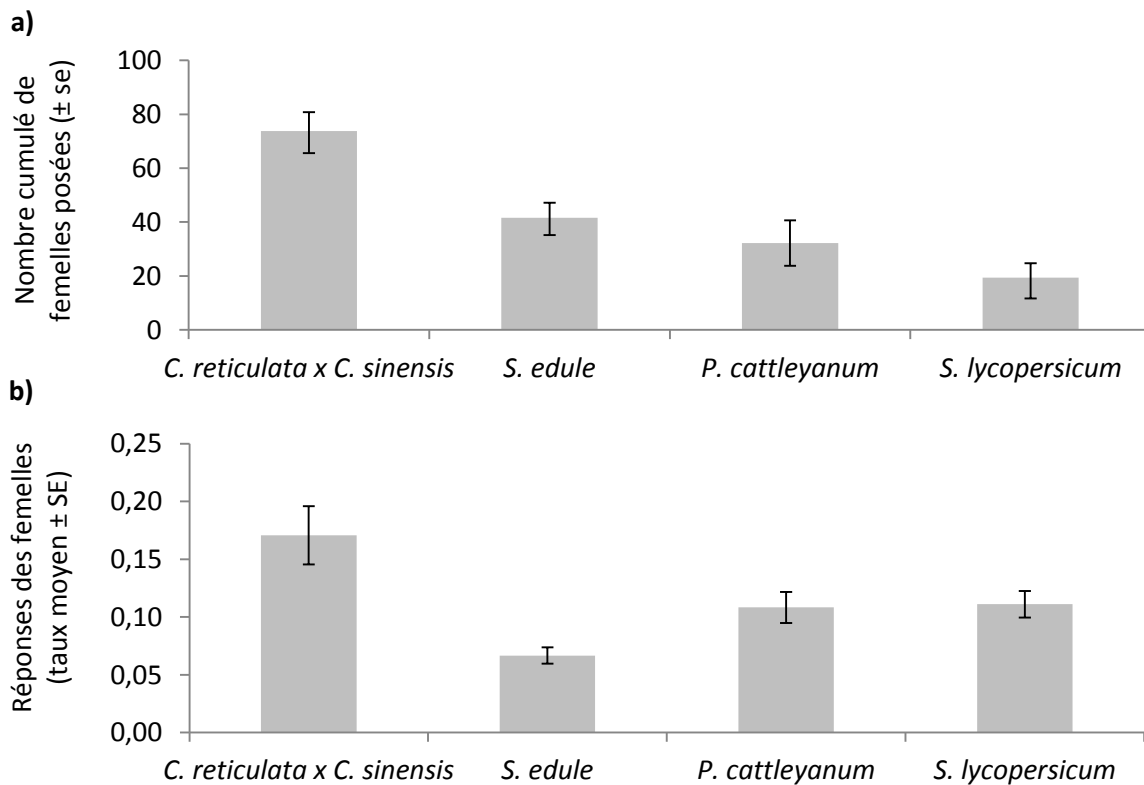 a)
Nombre cumulé de
femelles posées (± se)
100
80
60
40
20
0
C. reticulata x C. sinensis S. edule P. cattleyanum S. lycopersicum
b)
Réponses des femelles
(taux moyen ± SE)
0,25
0,20
0,15
0,10
0,05
0,00
C. reticulata x C. sinensis S. edule P. cattleyanum S. lycopersicum